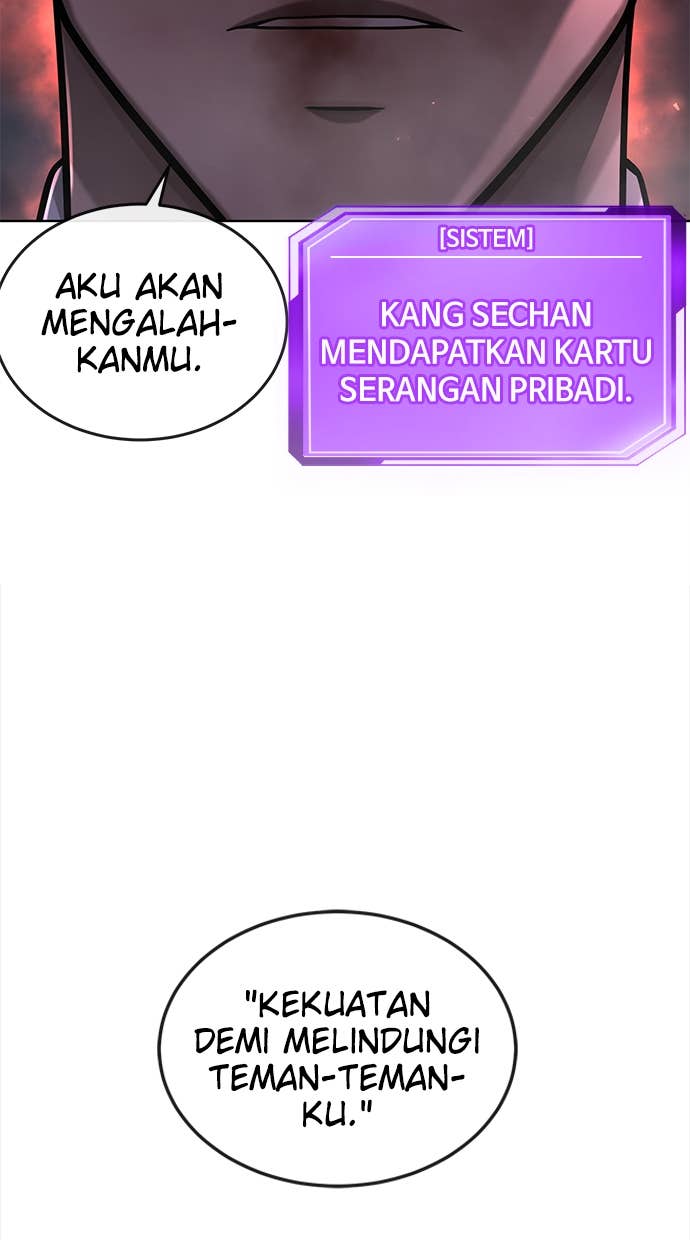 AKU AKAN
MENGALAH-
KANMU.
[SISTEM]
KANG SECHAN
MENDAPATKAN KARTU
SERANGAN PRIBADI.
"KEKUATAN
DEMI MELINDUNGI
TEMAN-TEMAN-
KU."